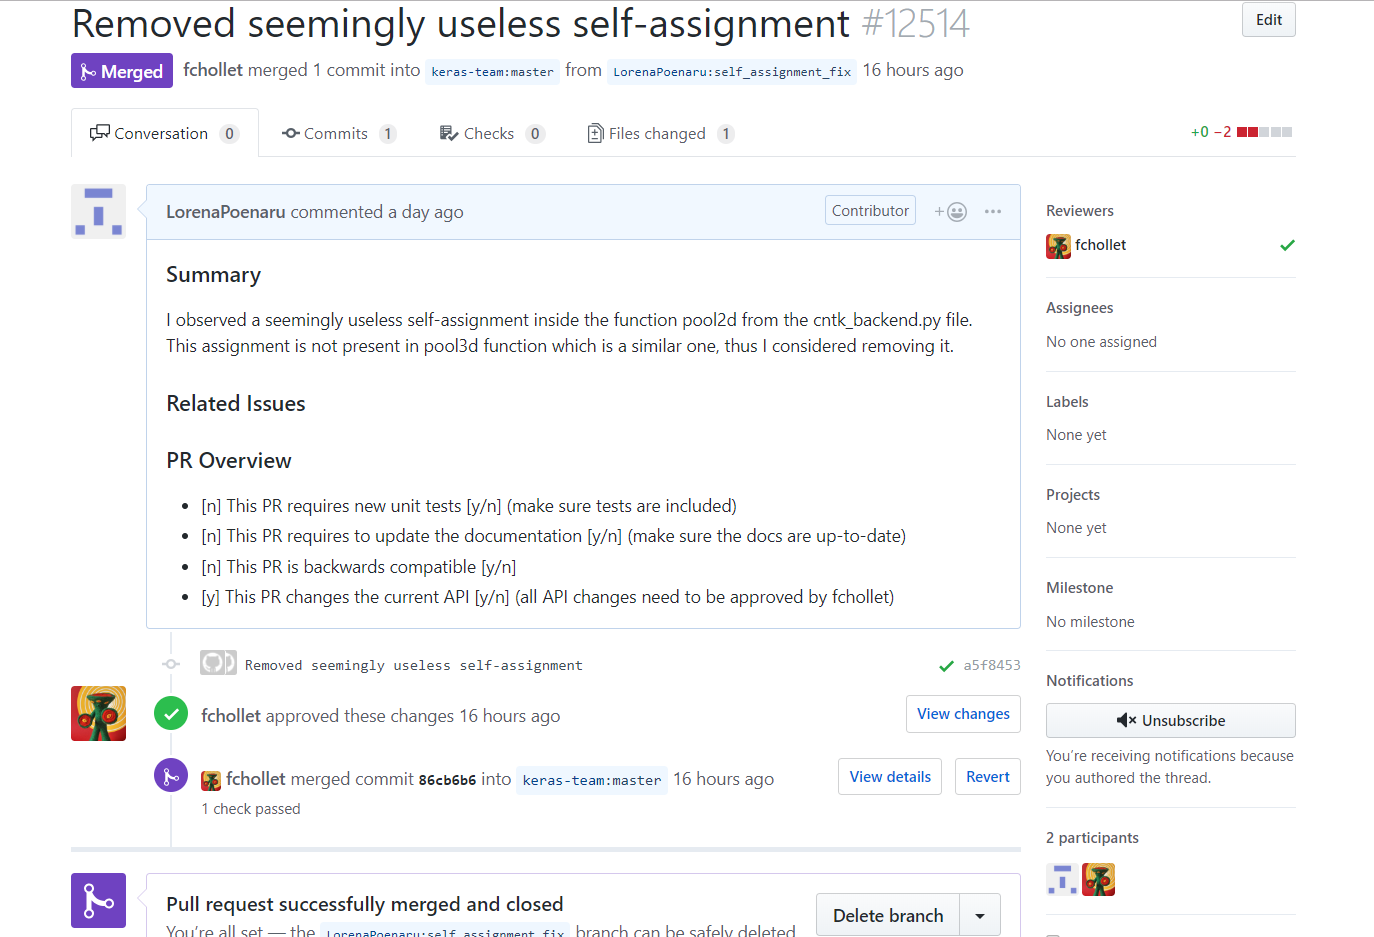 Removed seemingly useless self-assignment #12514
Edit
Merged fchollet merged 1 commit into keras-team:master from LorenaPoenaru:self_assignment_fix 16 hours ago
Conversation 0 Commits 1 Checks 0 Files changed 1
+0 −2
LorenaPoenaru commented a day ago
Contributor
Summary
I observed a seemingly useless self-assignment inside the function pool2d from the cntk_backend.py file.
This assignment is not present in pool3d function which is a similar one, thus I considered removing it.
Related Issues
PR Overview
• [n] This PR requires new unit tests [y/n] (make sure tests are included)
• [n] This PR requires to update the documentation [y/n] (make sure the docs are up-to-date)
• [n] This PR is backwards compatible [y/n]
• [y] This PR changes the current API [y/n] (all API changes need to be approved by fchollet)
Removed seemingly useless self-assignment a5f8453
fchollet approved these changes 16 hours ago
View changes
fchollet merged commit 86cb6b6 into keras-team:master 16 hours ago
View details Revert
1 check passed
Pull request successfully merged and closed
You're all set — the LorenaPoenaru:self_assignment_fix branch can be safely deleted
Delete branch
Reviewers
fchollet
Assignees
No one assigned
Labels
None yet
Projects
None yet
Milestone
No milestone
Notifications
Unsubscribe
You're receiving notifications because
you authored the thread.
2 participants